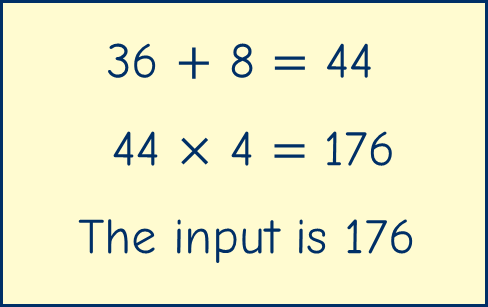 36 + 8 = 44
44 × 4 = 176
The input is 176